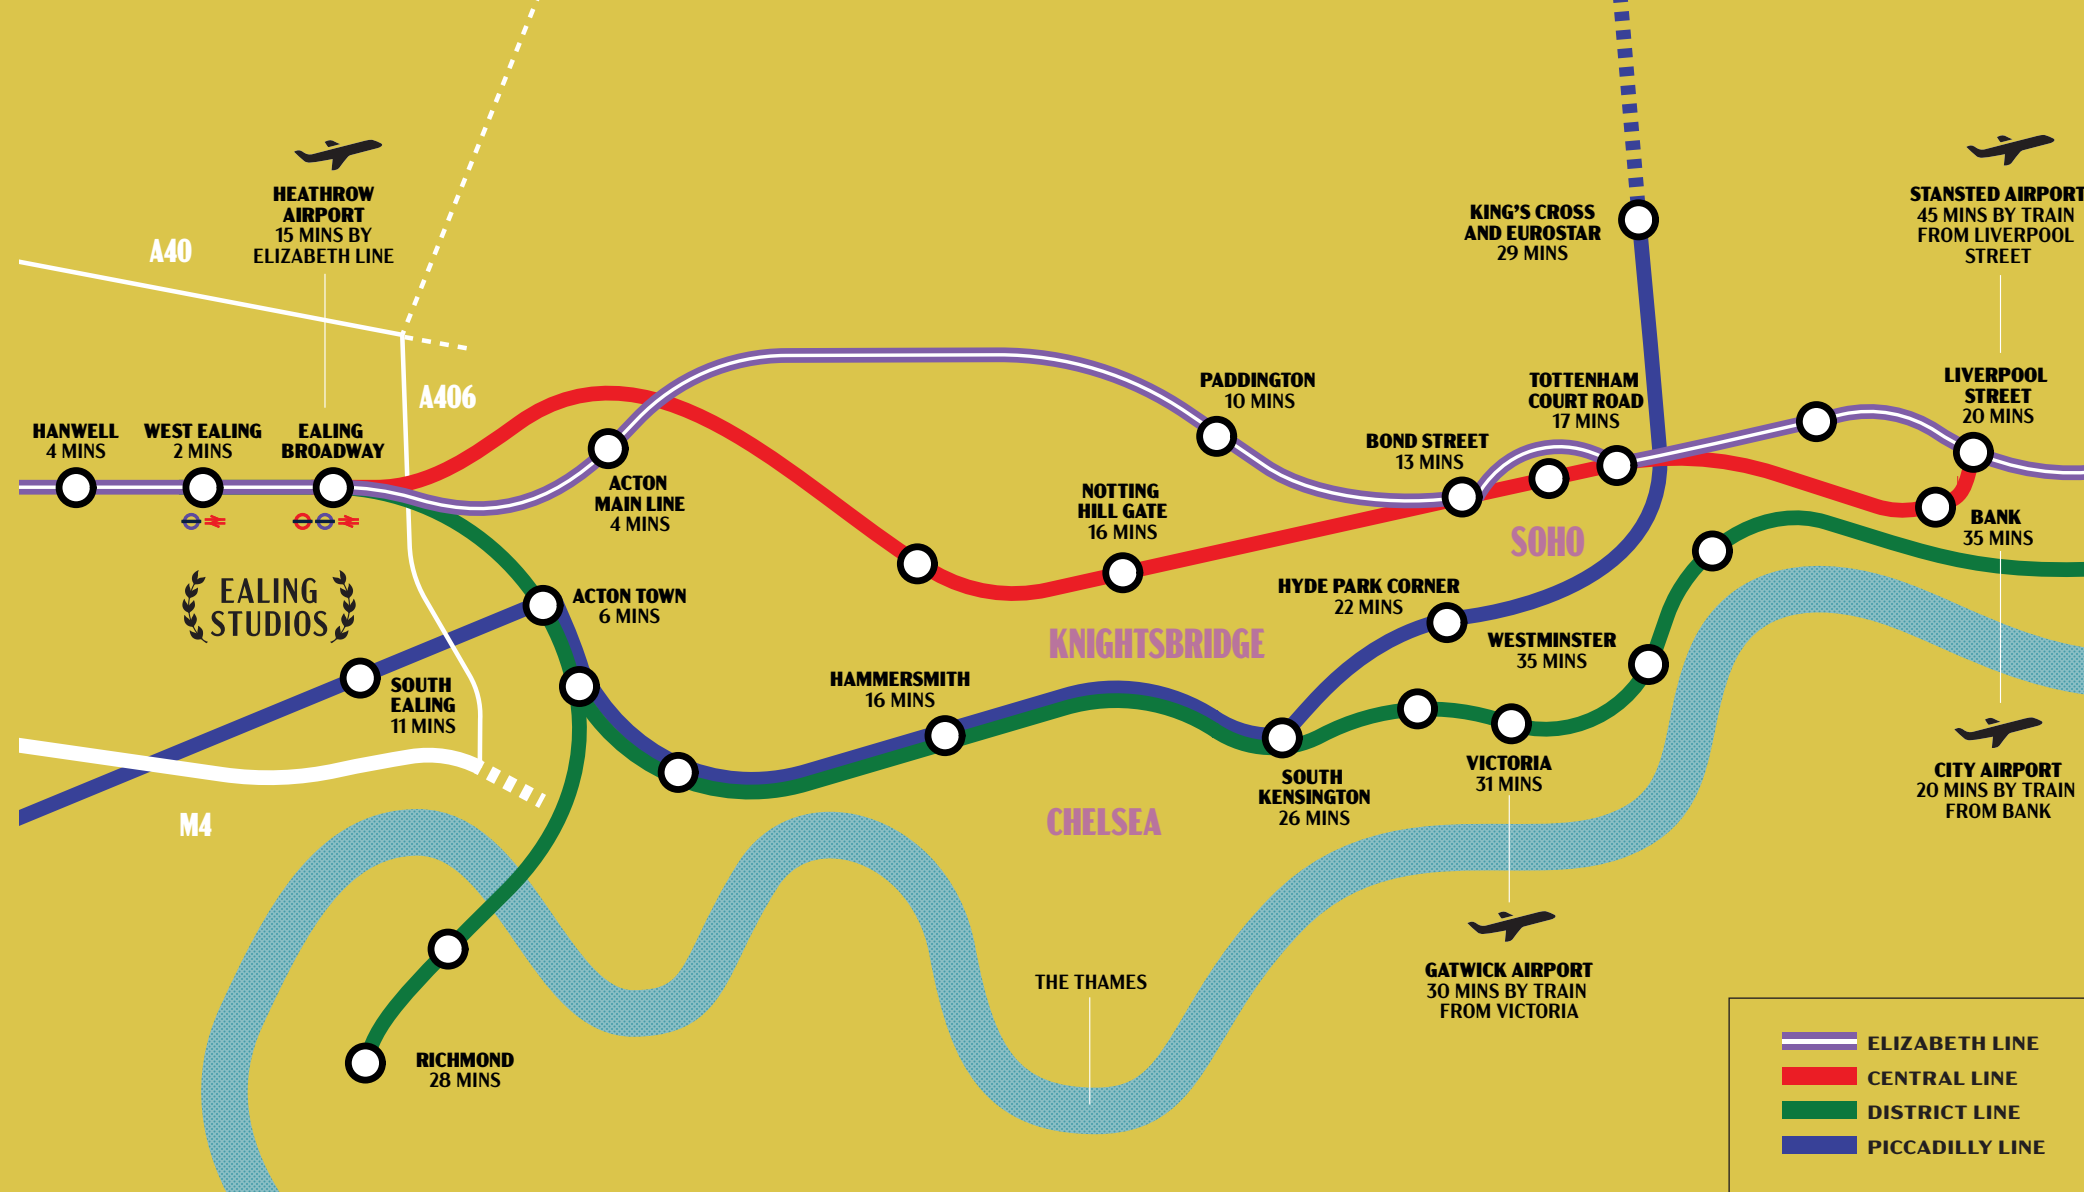 HEATHROW
AIRPORT
15 MINS BY
ELIZABETH LINE
A40
A406
HANWELL
4 MINS
WEST EALING
2 MINS
EALING
BROADWAY
ACTON
MAIN LINE
4 MINS
EALING
STUDIOS
ACTON TOWN
6 MINS
SOUTH
EALING
11 MINS
M4
RICHMOND
28 MINS
HAMMERSMITH
16 MINS
NOTTING
HILL GATE
16 MINS
KNIGHTSBRIDGE
CHELSEA
THE THAMES
PADDINGTON
10 MINS
BOND STREET
13 MINS
TOTTENHAM
COURT ROAD
17 MINS
KING’S CROSS
AND EUROSTAR
29 MINS
SOHO
HYDE PARK CORNER
22 MINS
WESTMINSTER
35 MINS
SOUTH
KENSINGTON
26 MINS
VICTORIA
31 MINS
GATWICK AIRPORT
30 MINS BY TRAIN
FROM VICTORIA
STANSTED AIRPORT
45 MINS BY TRAIN
FROM LIVERPOOL
STREET
LIVERPOOL
STREET
20 MINS
BANK
35 MINS
CITY AIRPORT
20 MINS BY TRAIN
FROM BANK
ELIZABETH LINE
CENTRAL LINE
DISTRICT LINE
PICCADILLY LINE